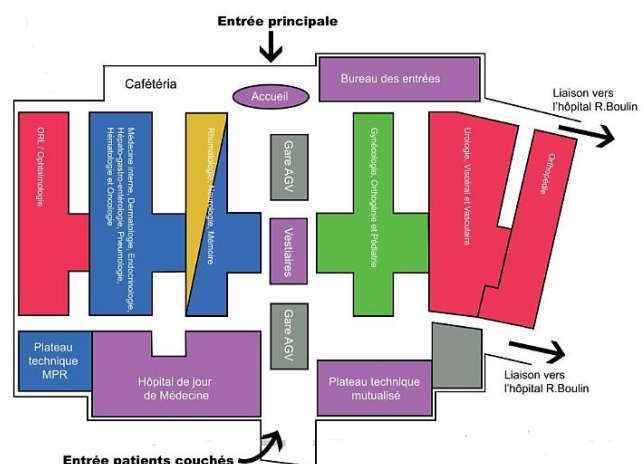 Entrée principale
Cafétéria
Accueil
Bureau des entrées
Liaison vers
l'hôpital R.Boulin
ORL / Ophtalmologie
Médecine interne, Dermatologie, Endocrinologie,
Hépato-gastro-entérologie, Pneumologie,
Hématologie et Oncologie
Rhumatologie, Neurologie, Mémoire
Gare AGV
Gynécologie, Orthogénie et Pédiatrie
Urologie, Viscéral et Vasculaire
Orthopédie
Vestiaires
Gare AGV
Plateau
technique
MPR
Hôpital de jour
de Médecine
Plateau technique
mutualisé
Liaison vers
l'hôpital R.Boulin
Entrée patients couchés